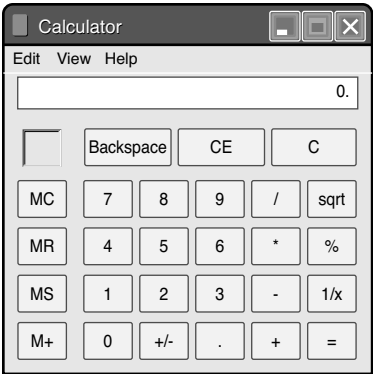 Calculator
Edit View Help
0.
Backspace CE C
MC 7 8 9 / sqrt
MR 4 5 6 * %
MS 1 2 3 - 1/x
M+ 0 +/- . + =